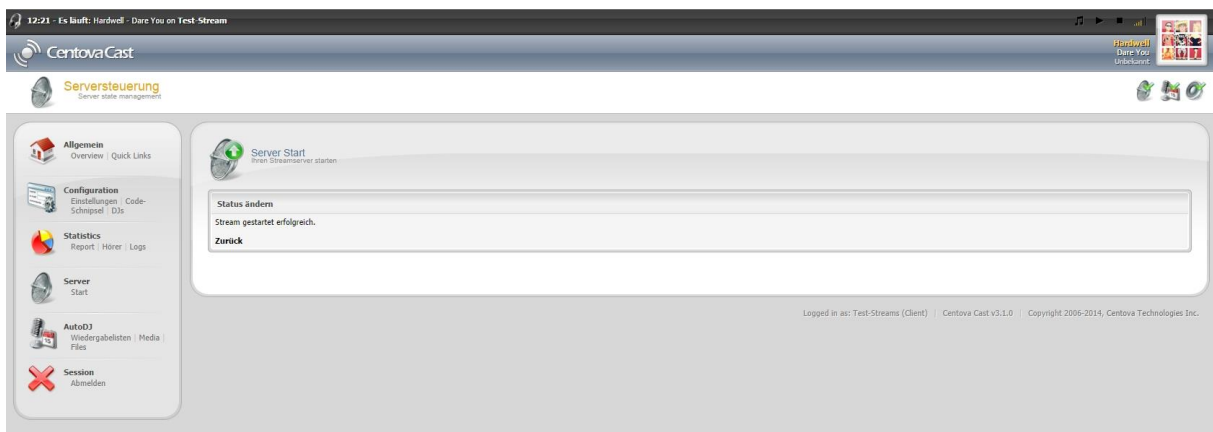 12:21 - Es läuft: Hardwell - Dare You on Test-Stream
CentovaCast
Hardwell
Dare You
Unbekannt
Serversteuerung
Server state management
Allgemein
Overview | Quick Links
Configuration
Einstellungen | Code-
Schnipsel | DJs
Statistics
Report | Hörer | Logs
Server
Start
AutoDJ
Wiedergabelisten | Media |
Files
Session
Abmelden
Server Start
Ihren Streamserver starten
Status ändern
Stream gestartet erfolgreich.
Zurück
Logged in as: Test-Streams (Client) | Centova Cast v3.1.0 | Copyright 2006-2014, Centova Technologies Inc.